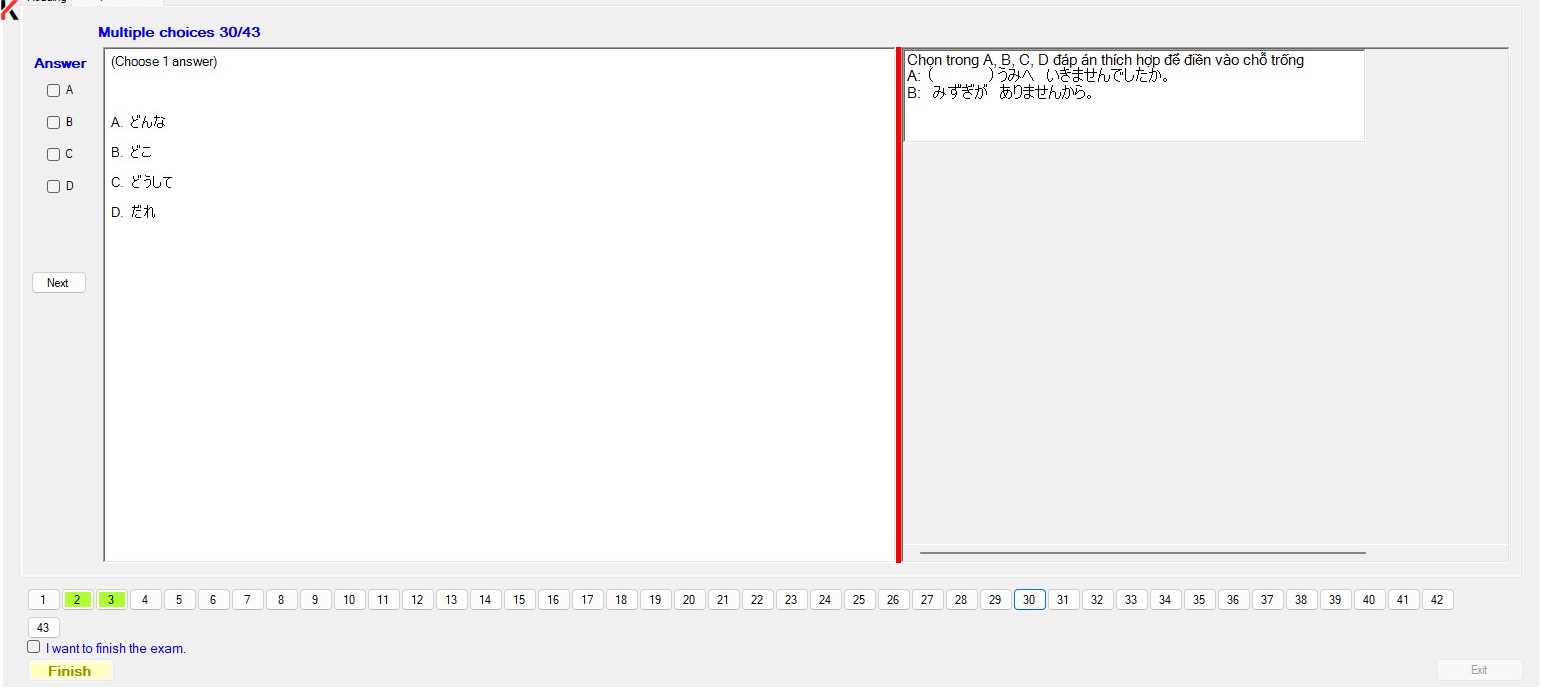 Multiple choices 30/43
Answer
A
B
C
D
Next
(Choose 1 answer)
A. どんな
B. どこ
C. どうして
D. だれ
Chọn trong A, B, C, D đáp án thích hợp để điền vào chỗ trống
A: (　　　　)うみへ　いきませんでしたか。
B:　みずぎが　ありませんから。
1 2 3 4 5 6 7 8 9 10 11 12 13 14 15 16 17 18 19 20 21 22 23 24 25 26 27 28 29 30 31 32 33 34 35 36 37 38 39 40 41 42
43
I want to finish the exam.
Finish
Exit